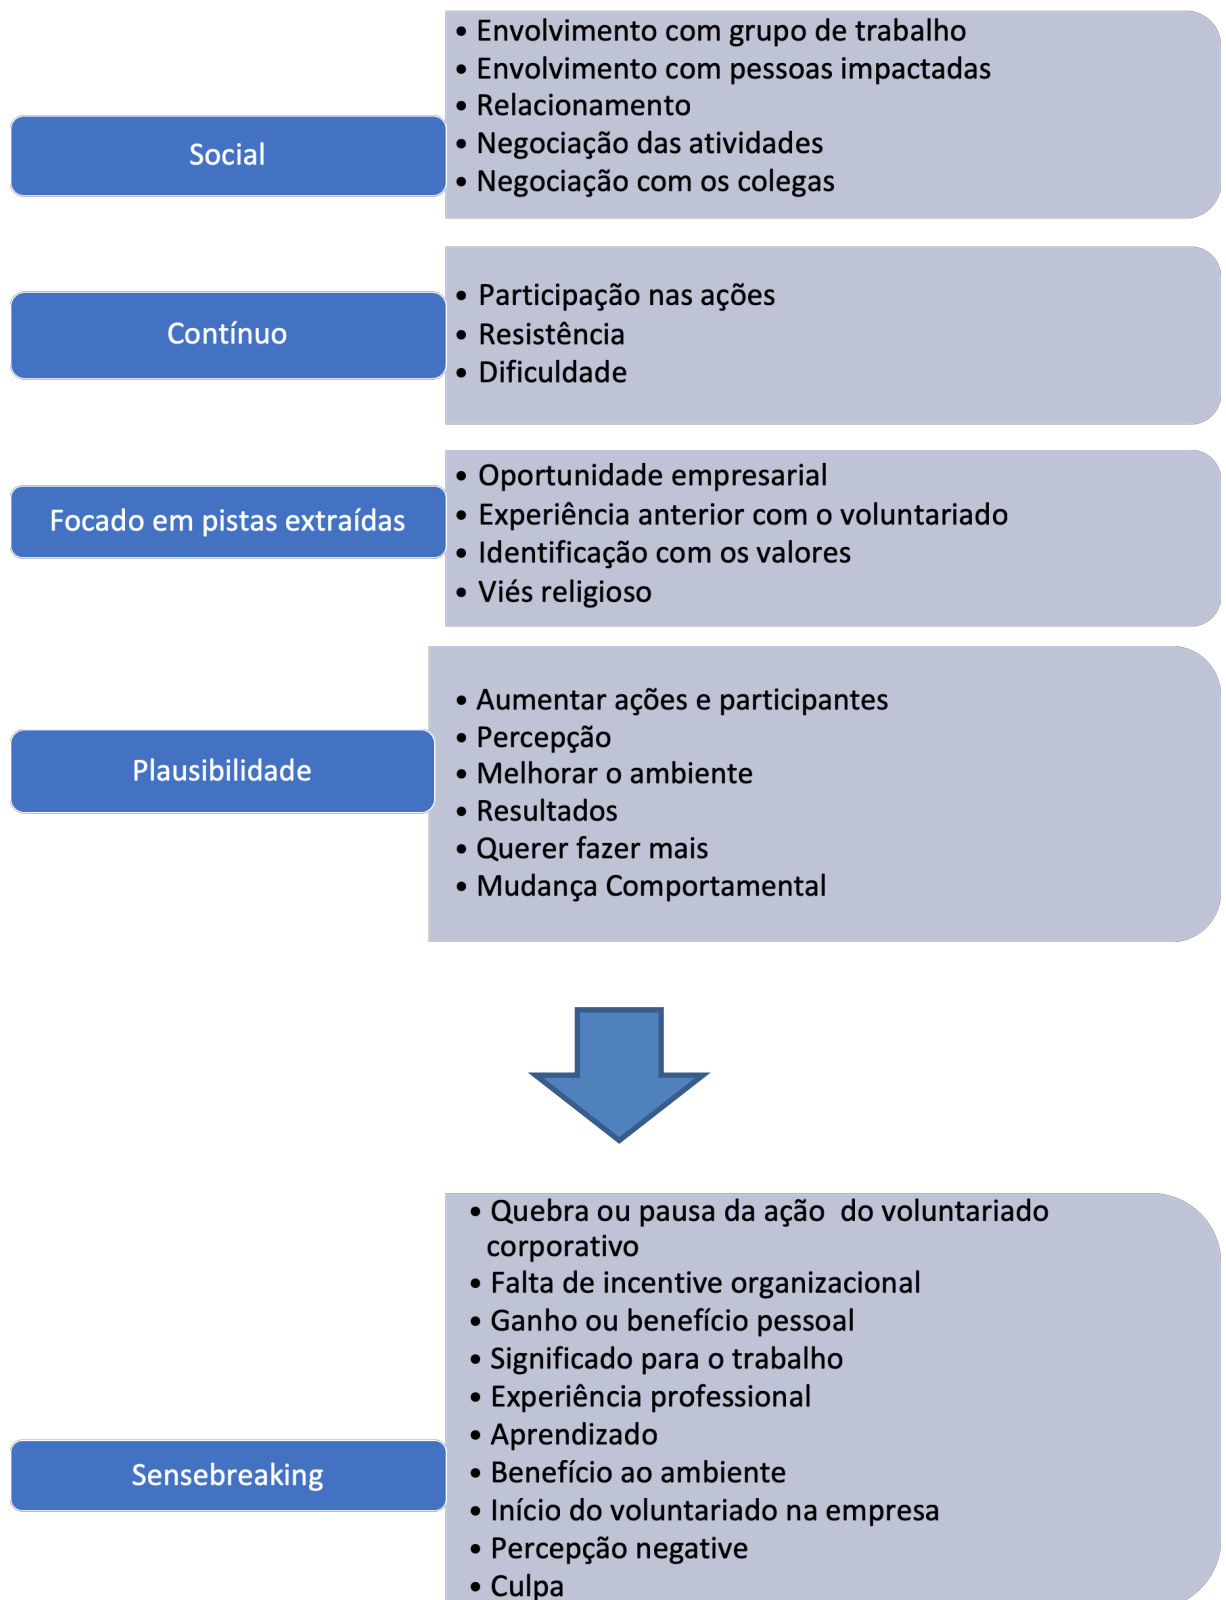 Social
• Envolvimento com grupo de trabalho
• Envolvimento com pessoas impactadas
• Relacionamento
• Negociação das atividades
• Negociação com os colegas
Contínuo
• Participação nas ações
• Resistência
• Dificuldade
Focado em pistas extraídas
• Oportunidade empresarial
• Experiência anterior com o voluntariado
• Identificação com os valores
• Viés religioso
Plausibilidade
• Aumentar ações e participantes
• Percepção
• Melhorar o ambiente
• Resultados
• Querer fazer mais
• Mudança Comportamental
Sensebreaking
• Quebra ou pausa da ação do voluntariado
corporativo
• Falta de incentive organizacional
• Ganho ou benefício pessoal
• Significado para o trabalho
• Experiência professional
• Aprendizado
• Benefício ao ambiente
• Início do voluntariado na empresa
• Percepção negative
• Culpa